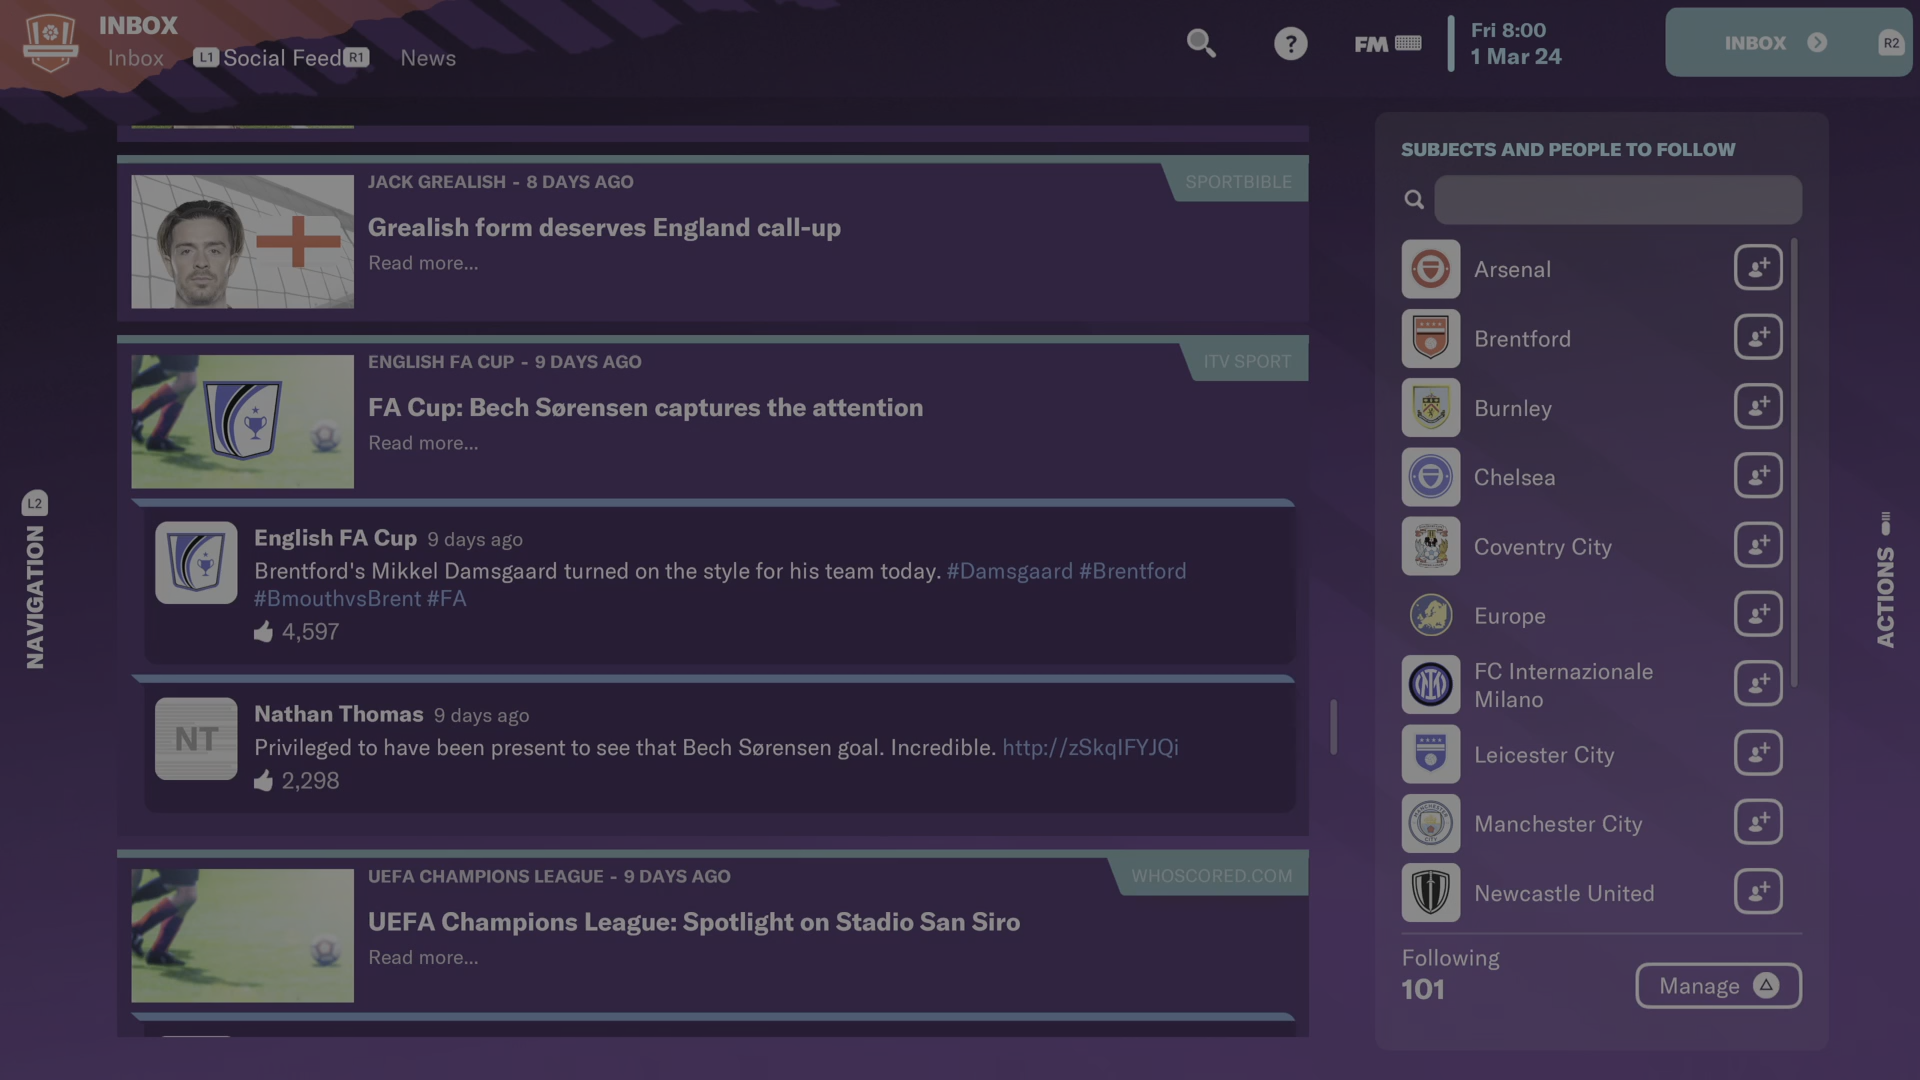 INBOX
Inbox
L1
Social Feed
R1
News
?
FM
Fri 8:00
1 Mar 24
INBOX
R2
JACK GREALISH - 8 DAYS AGO
SPORTBIBLE
Grealish form deserves England call-up
Read more...
ENGLISH FA CUP - 9 DAYS AGO
ITV SPORT
FA Cup: Bech Sørensen captures the attention
Read more...
English FA Cup 9 days ago
Brentford's Mikkel Damsgaard turned on the style for his team today. #Damsgaard #Brentford
#BmouthvsBrent #FA
4,597
NT
Nathan Thomas 9 days ago
Privileged to have been present to see that Bech Sørensen goal. Incredible. http://zSkqIFYJQi
2,298
UEFA CHAMPIONS LEAGUE - 9 DAYS AGO
WHOSCORED.COM
UEFA Champions League: Spotlight on Stadio San Siro
Read more...
L2
NAVIGATION
SUBJECTS AND PEOPLE TO FOLLOW
Arsenal
Brentford
Burnley
Chelsea
Coventry City
Europe
FC Internazionale
Milano
Leicester City
Manchester City
Newcastle United
Following
101
Manage
ACTIONS